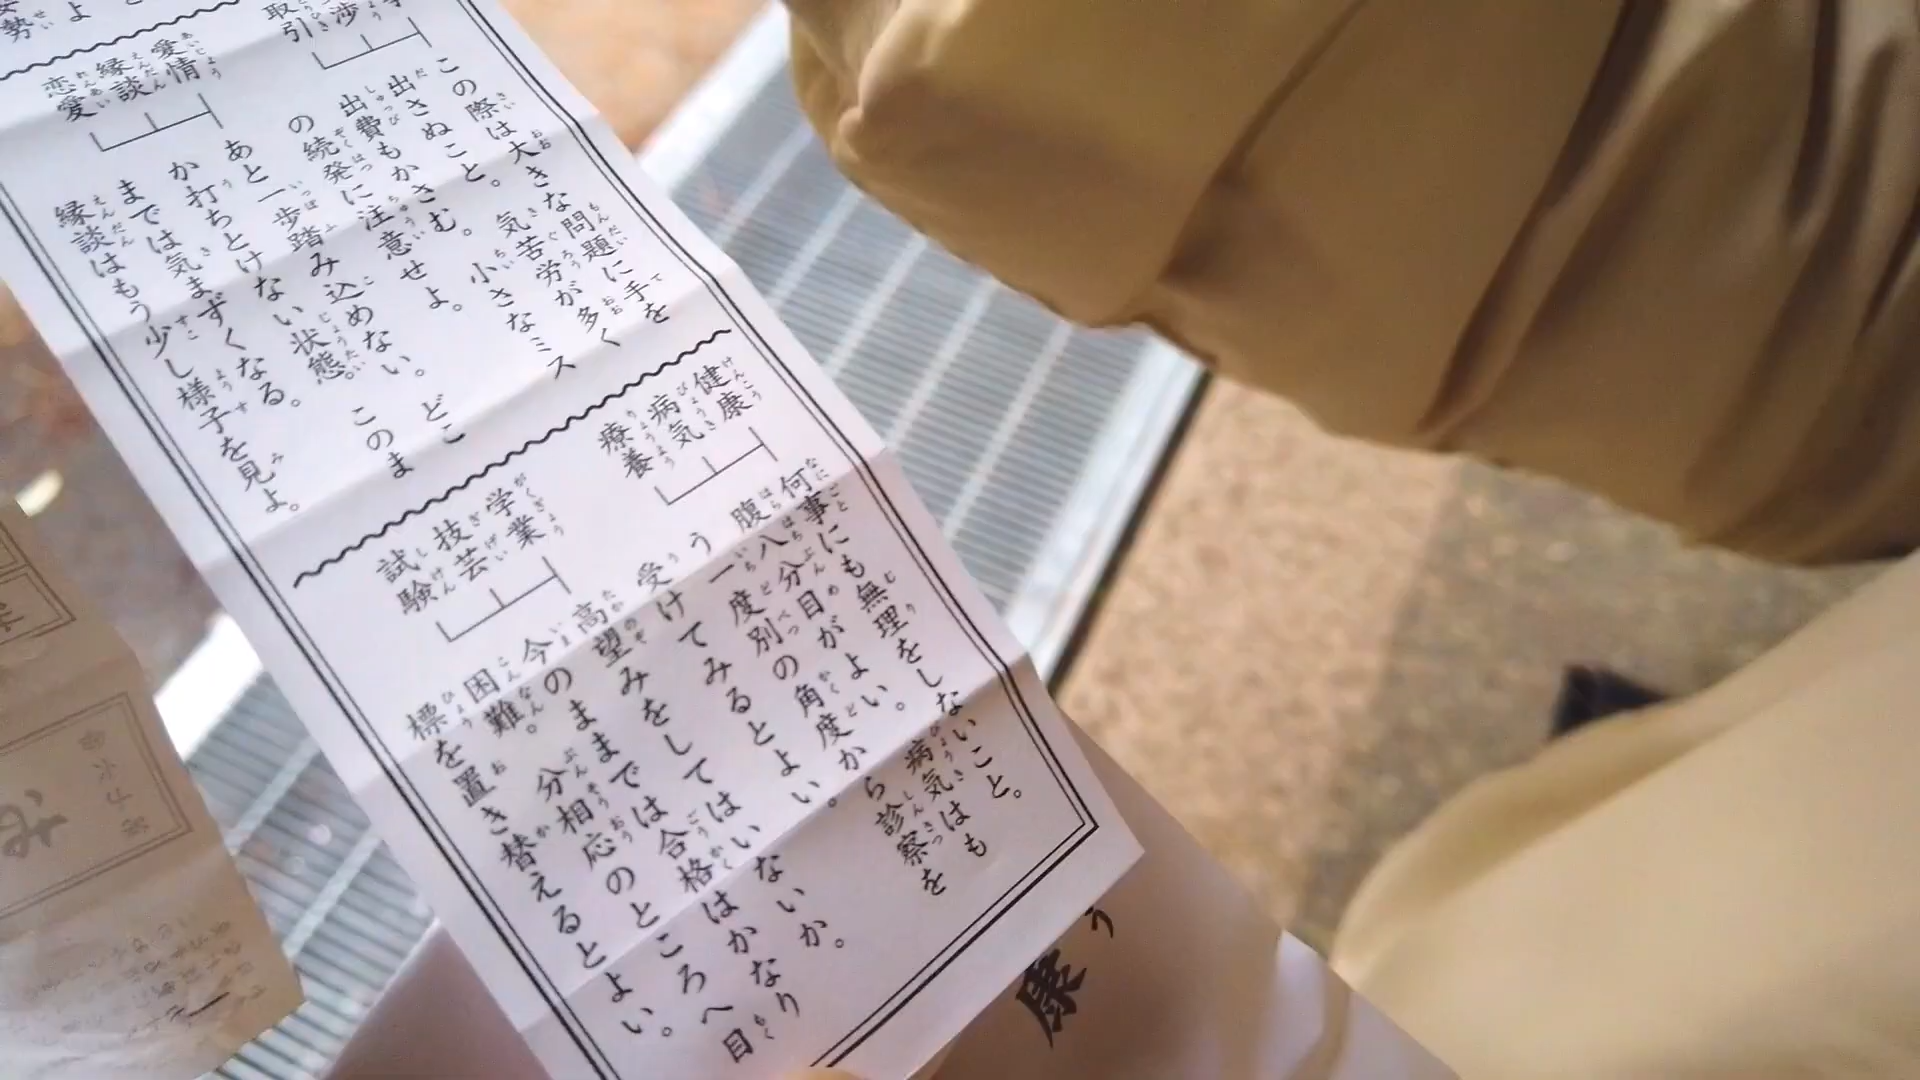 取引
この際は大きな問題に手を
出さぬこと。気苦労が多く
出費もかさむ。小さなミス
の続発に注意せよ。
愛情
縁談
恋愛
あと一歩踏み込めない。どこ
か打ちとけない状態。このま
までは気まずくなる。
縁談はもう少し様子を見よ。
健康
病気
療養
何事にも無理をしないこと。
腹八分目がよい。病気はも
う一度別の角度から診察を
受けてみるとよい。
学業
技芸
試験
高望みをしてはいないか。
今のままでは合格はかなり
困難。分相応のところへ目
標を置き替えるとよい。
康